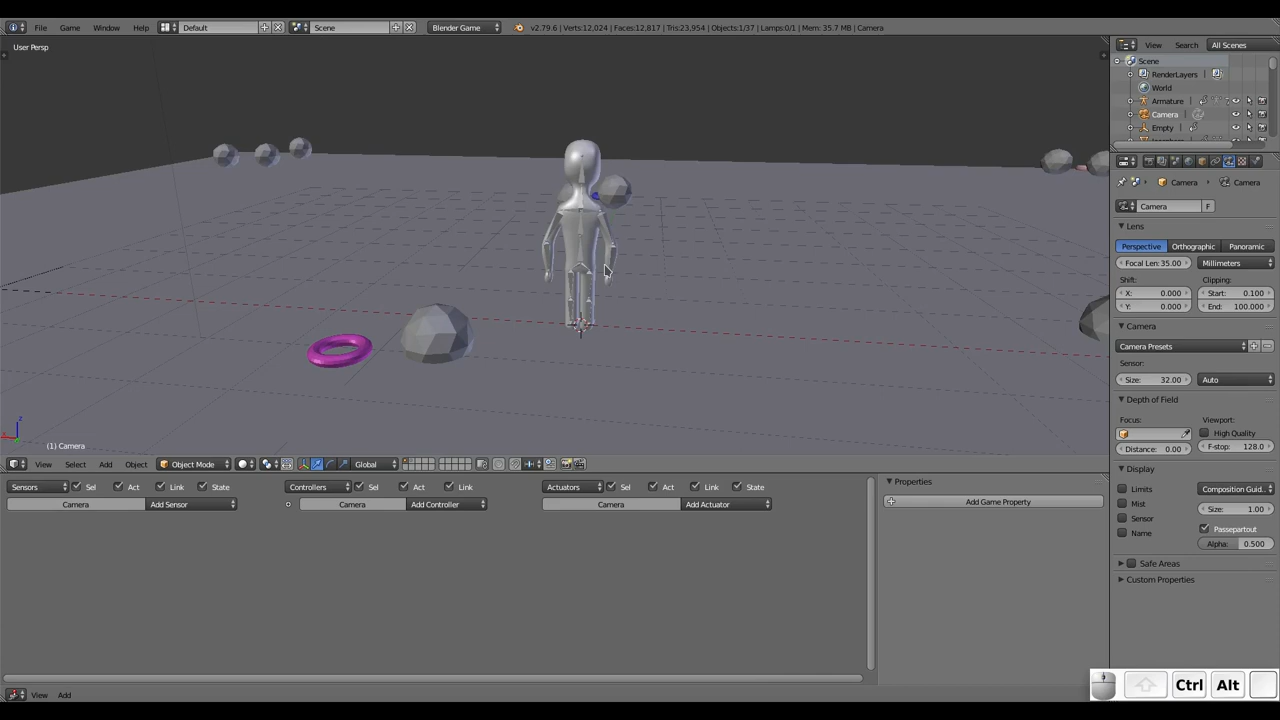 File Game Window Help Default Scene Blender Game v2.79.6 | Verts:12,024 | Faces:12,817 | Tris:23,954 | Objects:1/37 | Lamps:0/1 | Mem: 35.7 MB | Camera
User Persp
View Search All Scenes
Scene
RenderLayers
World
Armature
Camera
Empty
Camera Camera
Camera F
Lens
Perspective Orthographic Panoramic
Focal Len: 35.00 Millimeters
Shift: Clipping:
X: 0.000 Start: 0.100
Y: 0.000 End: 100.000
Camera
Camera Presets
Sensor:
Size: 32.00 Auto
Depth of Field
Focus: Viewport:
High Quality
Distance: 0.00 F-stop: 128.0
Display
Limits Composition Guid..
Mist Size: 1.00
Sensor Passepartout
Name Alpha: 0.500
Safe Areas
Custom Properties
(1) Camera
View Select Add Object Object Mode Global
Sensors Sel Act Link State Controllers Sel Act Link Actuators Sel Act Link State
Camera Add Sensor Camera Add Controller Camera Add Actuator
Properties
Add Game Property
View Add
Ctrl Alt